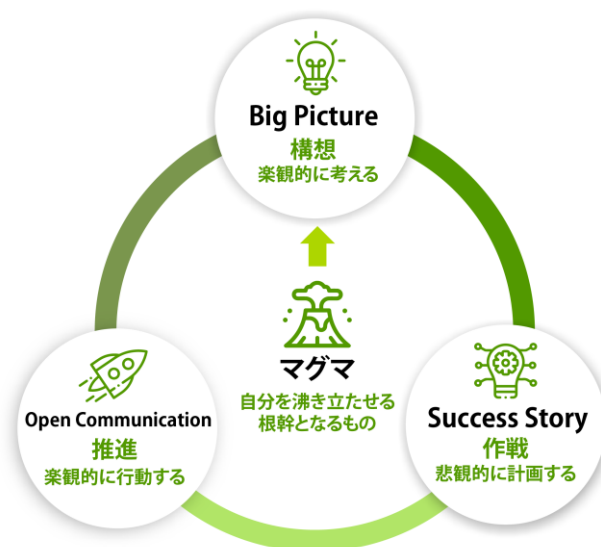 Big Picture
構想
楽観的に考える
マグマ
自分を沸き立たせる
根幹となるもの
Open Communication
推進
楽観的に行動する
Success Story
作戦
悲観的に計画する